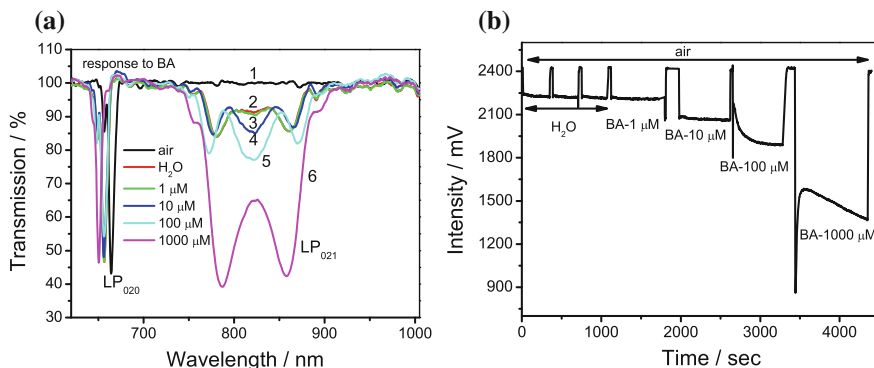 (a)
response to BA
110
100
90
80
70
60
50
40
30
Transmission / %
1
2
3
4
5
6
air
H₂O
1 μM
10 μM
100 μM
1000 μM
LP₀₂₀
LP₀₂₁
700 800 900 1000
Wavelength / nm
(b)
air
2400
2100
1800
1500
1200
900
Intensity / mV
H₂O
BA-1 μM
BA-10 μM
BA-100 μM
BA-1000 μM
0 1000 2000 3000 4000
Time / sec